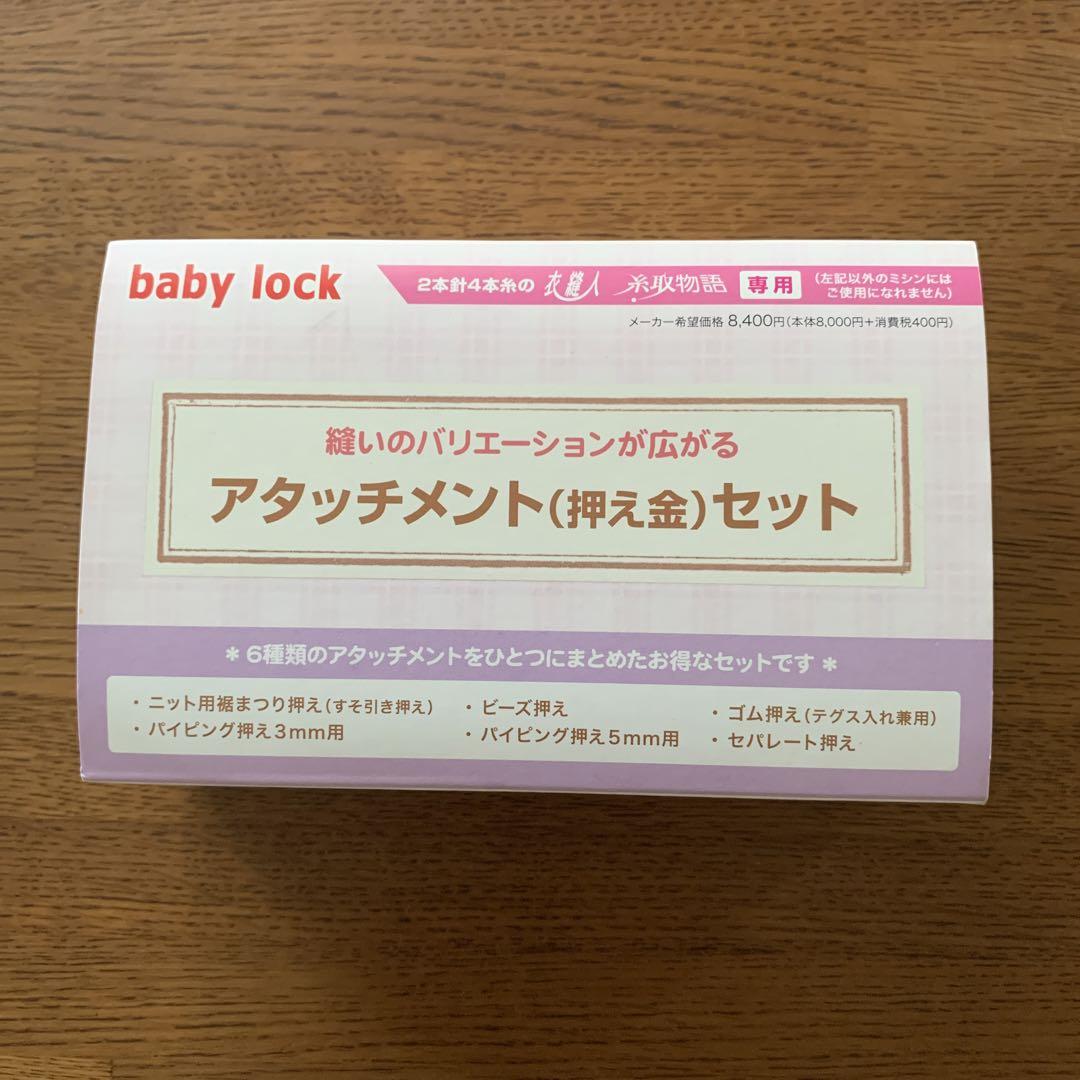 baby lock
2本針4本糸の 衣縫人 糸取物語 専用 (左記以外のミシンには
ご使用になれません)
メーカー希望価格 8,400円(本体8,000円+消費税400円)
縫いのバリエーションが広がる
アタッチメント(押え金)セット
*6種類のアタッチメントをひとつにまとめたお得なセットです*
・ニット用裾まつり押え(すそ引き押え) ・ビーズ押え ・ゴム押え(テグス入れ兼用)
・パイピング押え3mm用 ・パイピング押え5mm用 ・セパレート押え